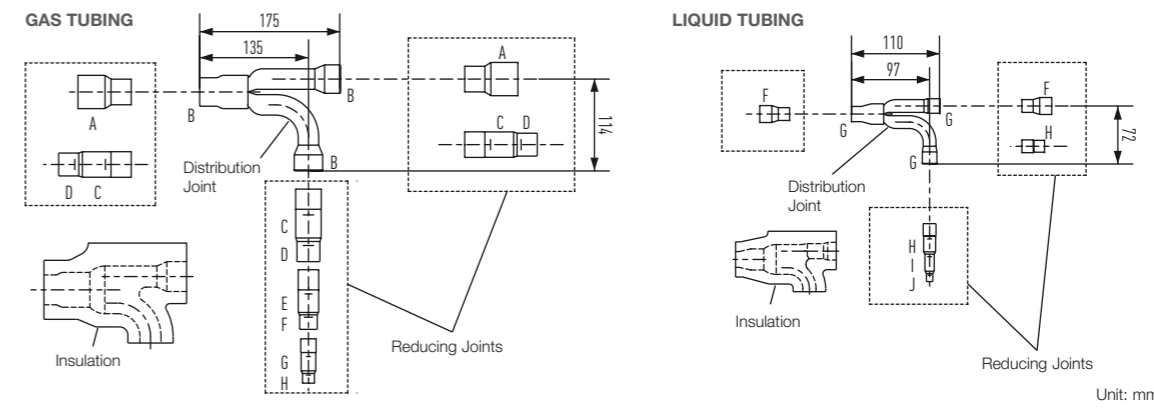 GAS TUBING
175
135
A
B
B
A
D C
Distribution
Joint
B
C D
114
C
D
E
F
G
H
Insulation
Reducing Joints
LIQUID TUBING
110
97
F
G
G
F
H
72
G
Distribution
Joint
H
I
J
Insulation
Reducing Joints
Unit: mm